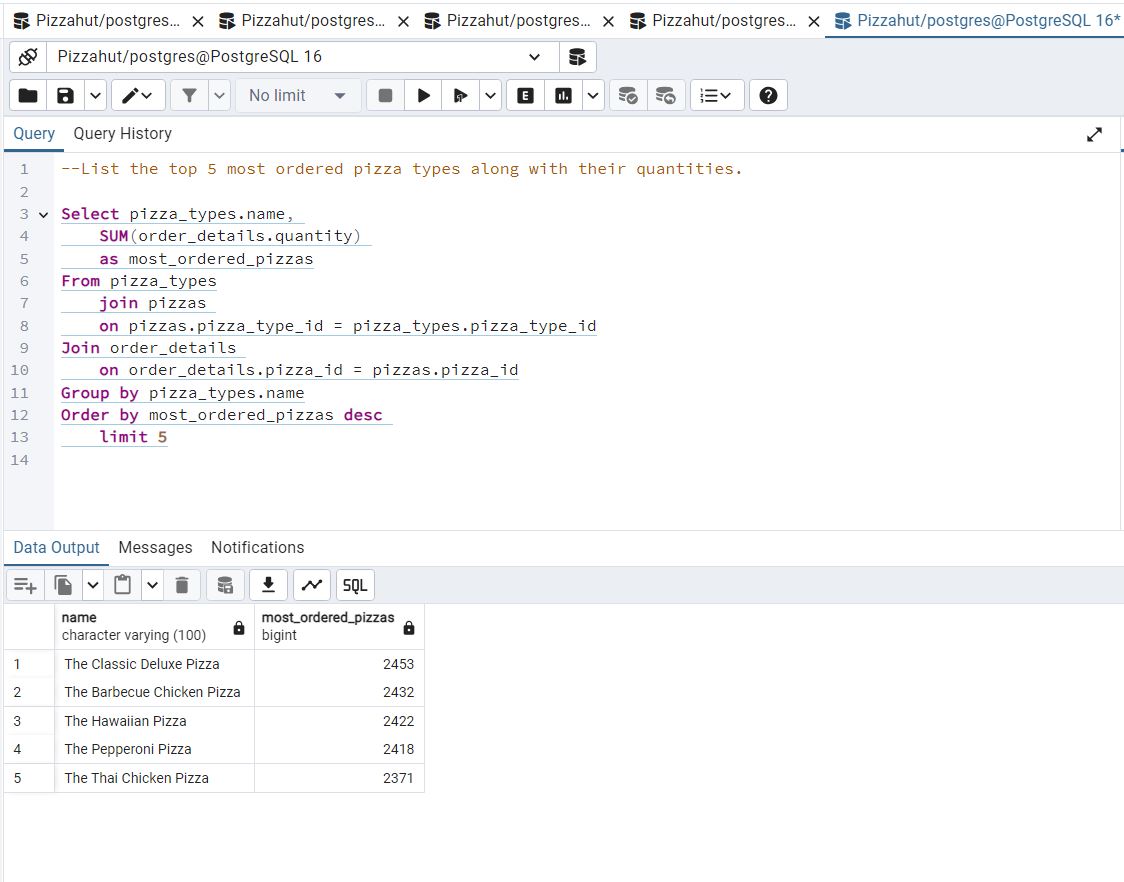 Pizzahut/postgres... Pizzahut/postgres... Pizzahut/postgres... Pizzahut/postgres... Pizzahut/postgres@PostgreSQL 16*
Pizzahut/postgres@PostgreSQL 16
No limit E
Query Query History
1 --List the top 5 most ordered pizza types along with their quantities.
2
3 Select pizza_types.name,
4 SUM(order_details.quantity)
5 as most_ordered_pizzas
6 From pizza_types
7 join pizzas
8 on pizzas.pizza_type_id = pizza_types.pizza_type_id
9 Join order_details
10 on order_details.pizza_id = pizzas.pizza_id
11 Group by pizza_types.name
12 Order by most_ordered_pizzas desc
13 limit 5
14
Data Output Messages Notifications
SQL
name most_ordered_pizzas
character varying (100) bigint
1 The Classic Deluxe Pizza 2453
2 The Barbecue Chicken Pizza 2432
3 The Hawaiian Pizza 2422
4 The Pepperoni Pizza 2418
5 The Thai Chicken Pizza 2371